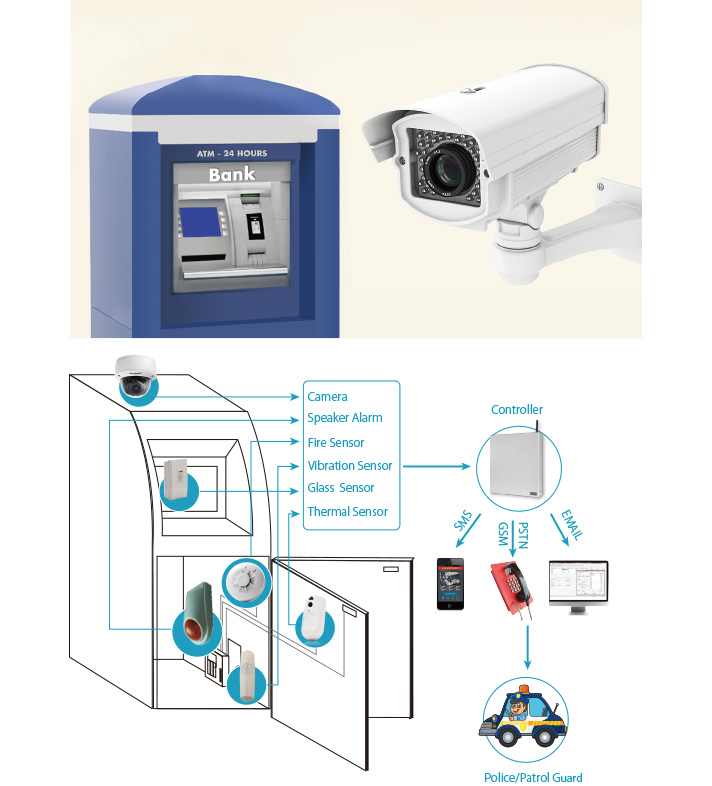 ATM - 24 HOURS
Bank
Camera
Speaker Alarm
Fire Sensor
Vibration Sensor
Glass Sensor
Thermal Sensor
Controller
SMS
GSM
PSTN
EMAIL
Police/Patrol Guard